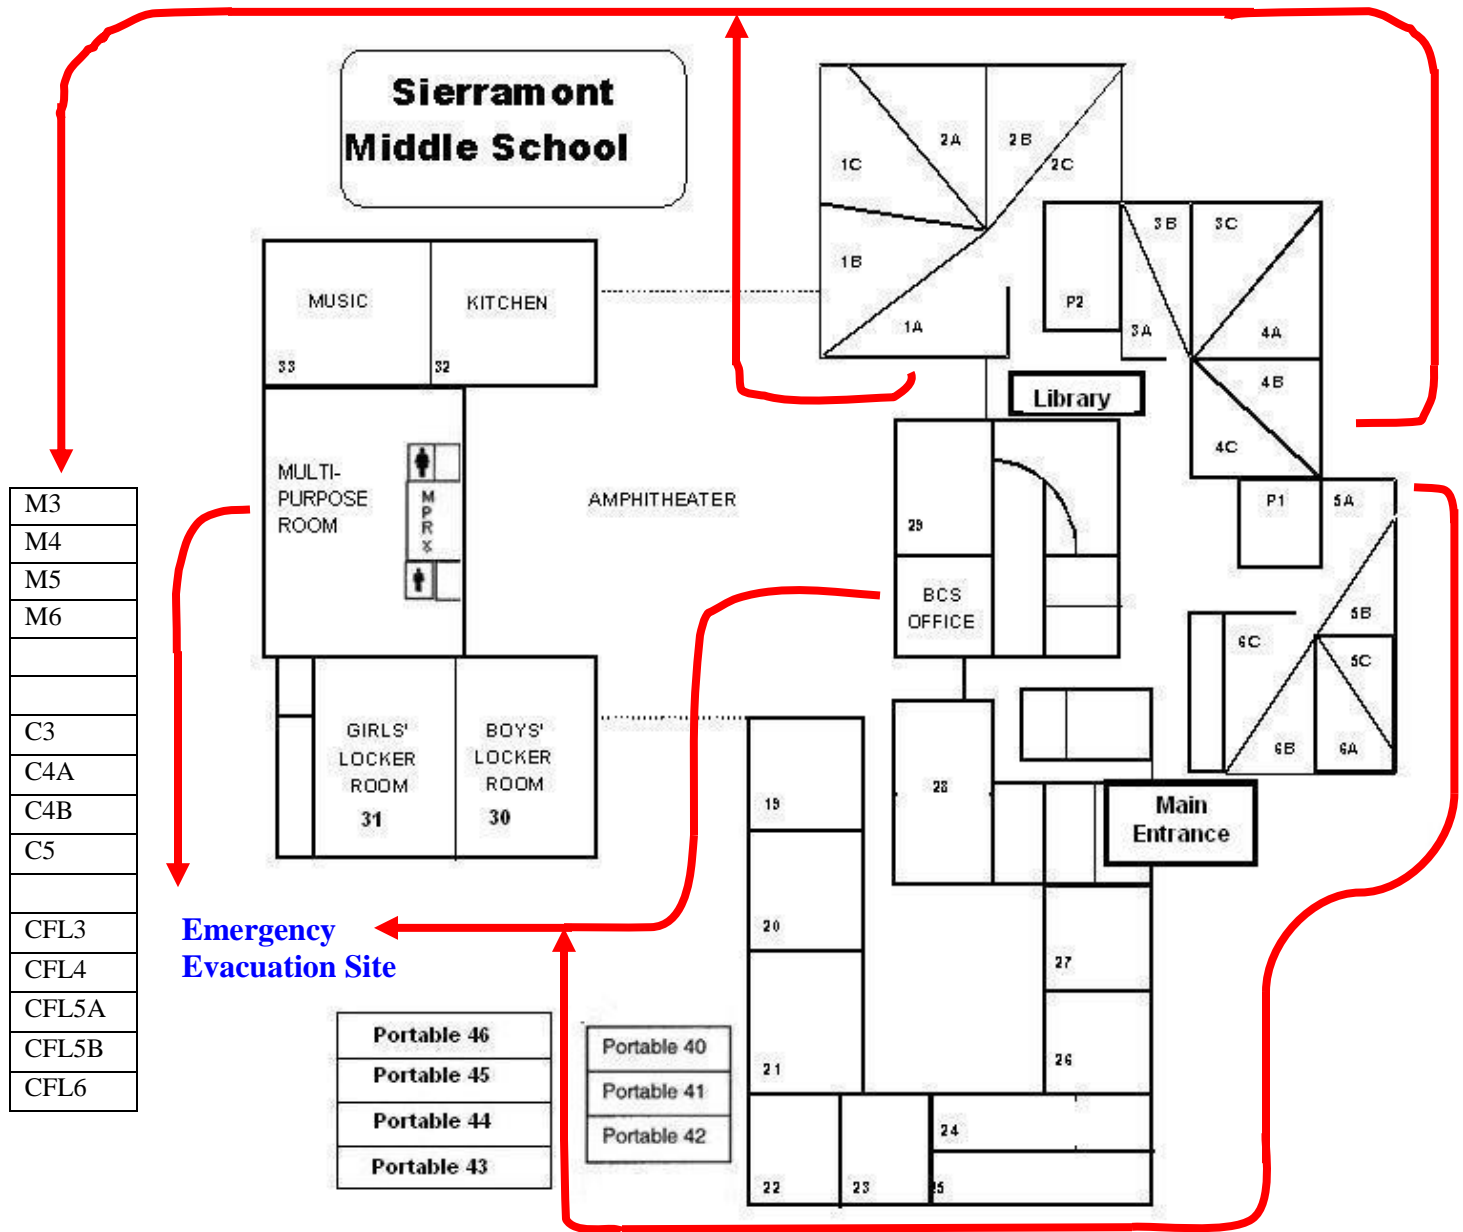 Sierramont
Middle School
2A
2B
1C
2C
3B
3C
1B
MUSIC
KITCHEN
P2
1A
3A
4A
33
32
4B
Library
4C
MULTI-
PURPOSE
ROOM
M
P
R
X
AMPHITHEATER
29
P1
5A
M3
M4
M5
M6
C3
C4A
C4B
C5
CFL3
CFL4
CFL5A
CFL5B
CFL6
BCS
OFFICE
5B
6C
5C
6B
6A
GIRLS'
LOCKER
ROOM
31
BOYS'
LOCKER
ROOM
30
19
28
Main
Entrance
Emergency
Evacuation Site
20
27
21
26
Portable 46
Portable 45
Portable 44
Portable 43
Portable 40
Portable 41
Portable 42
24
22
23
25